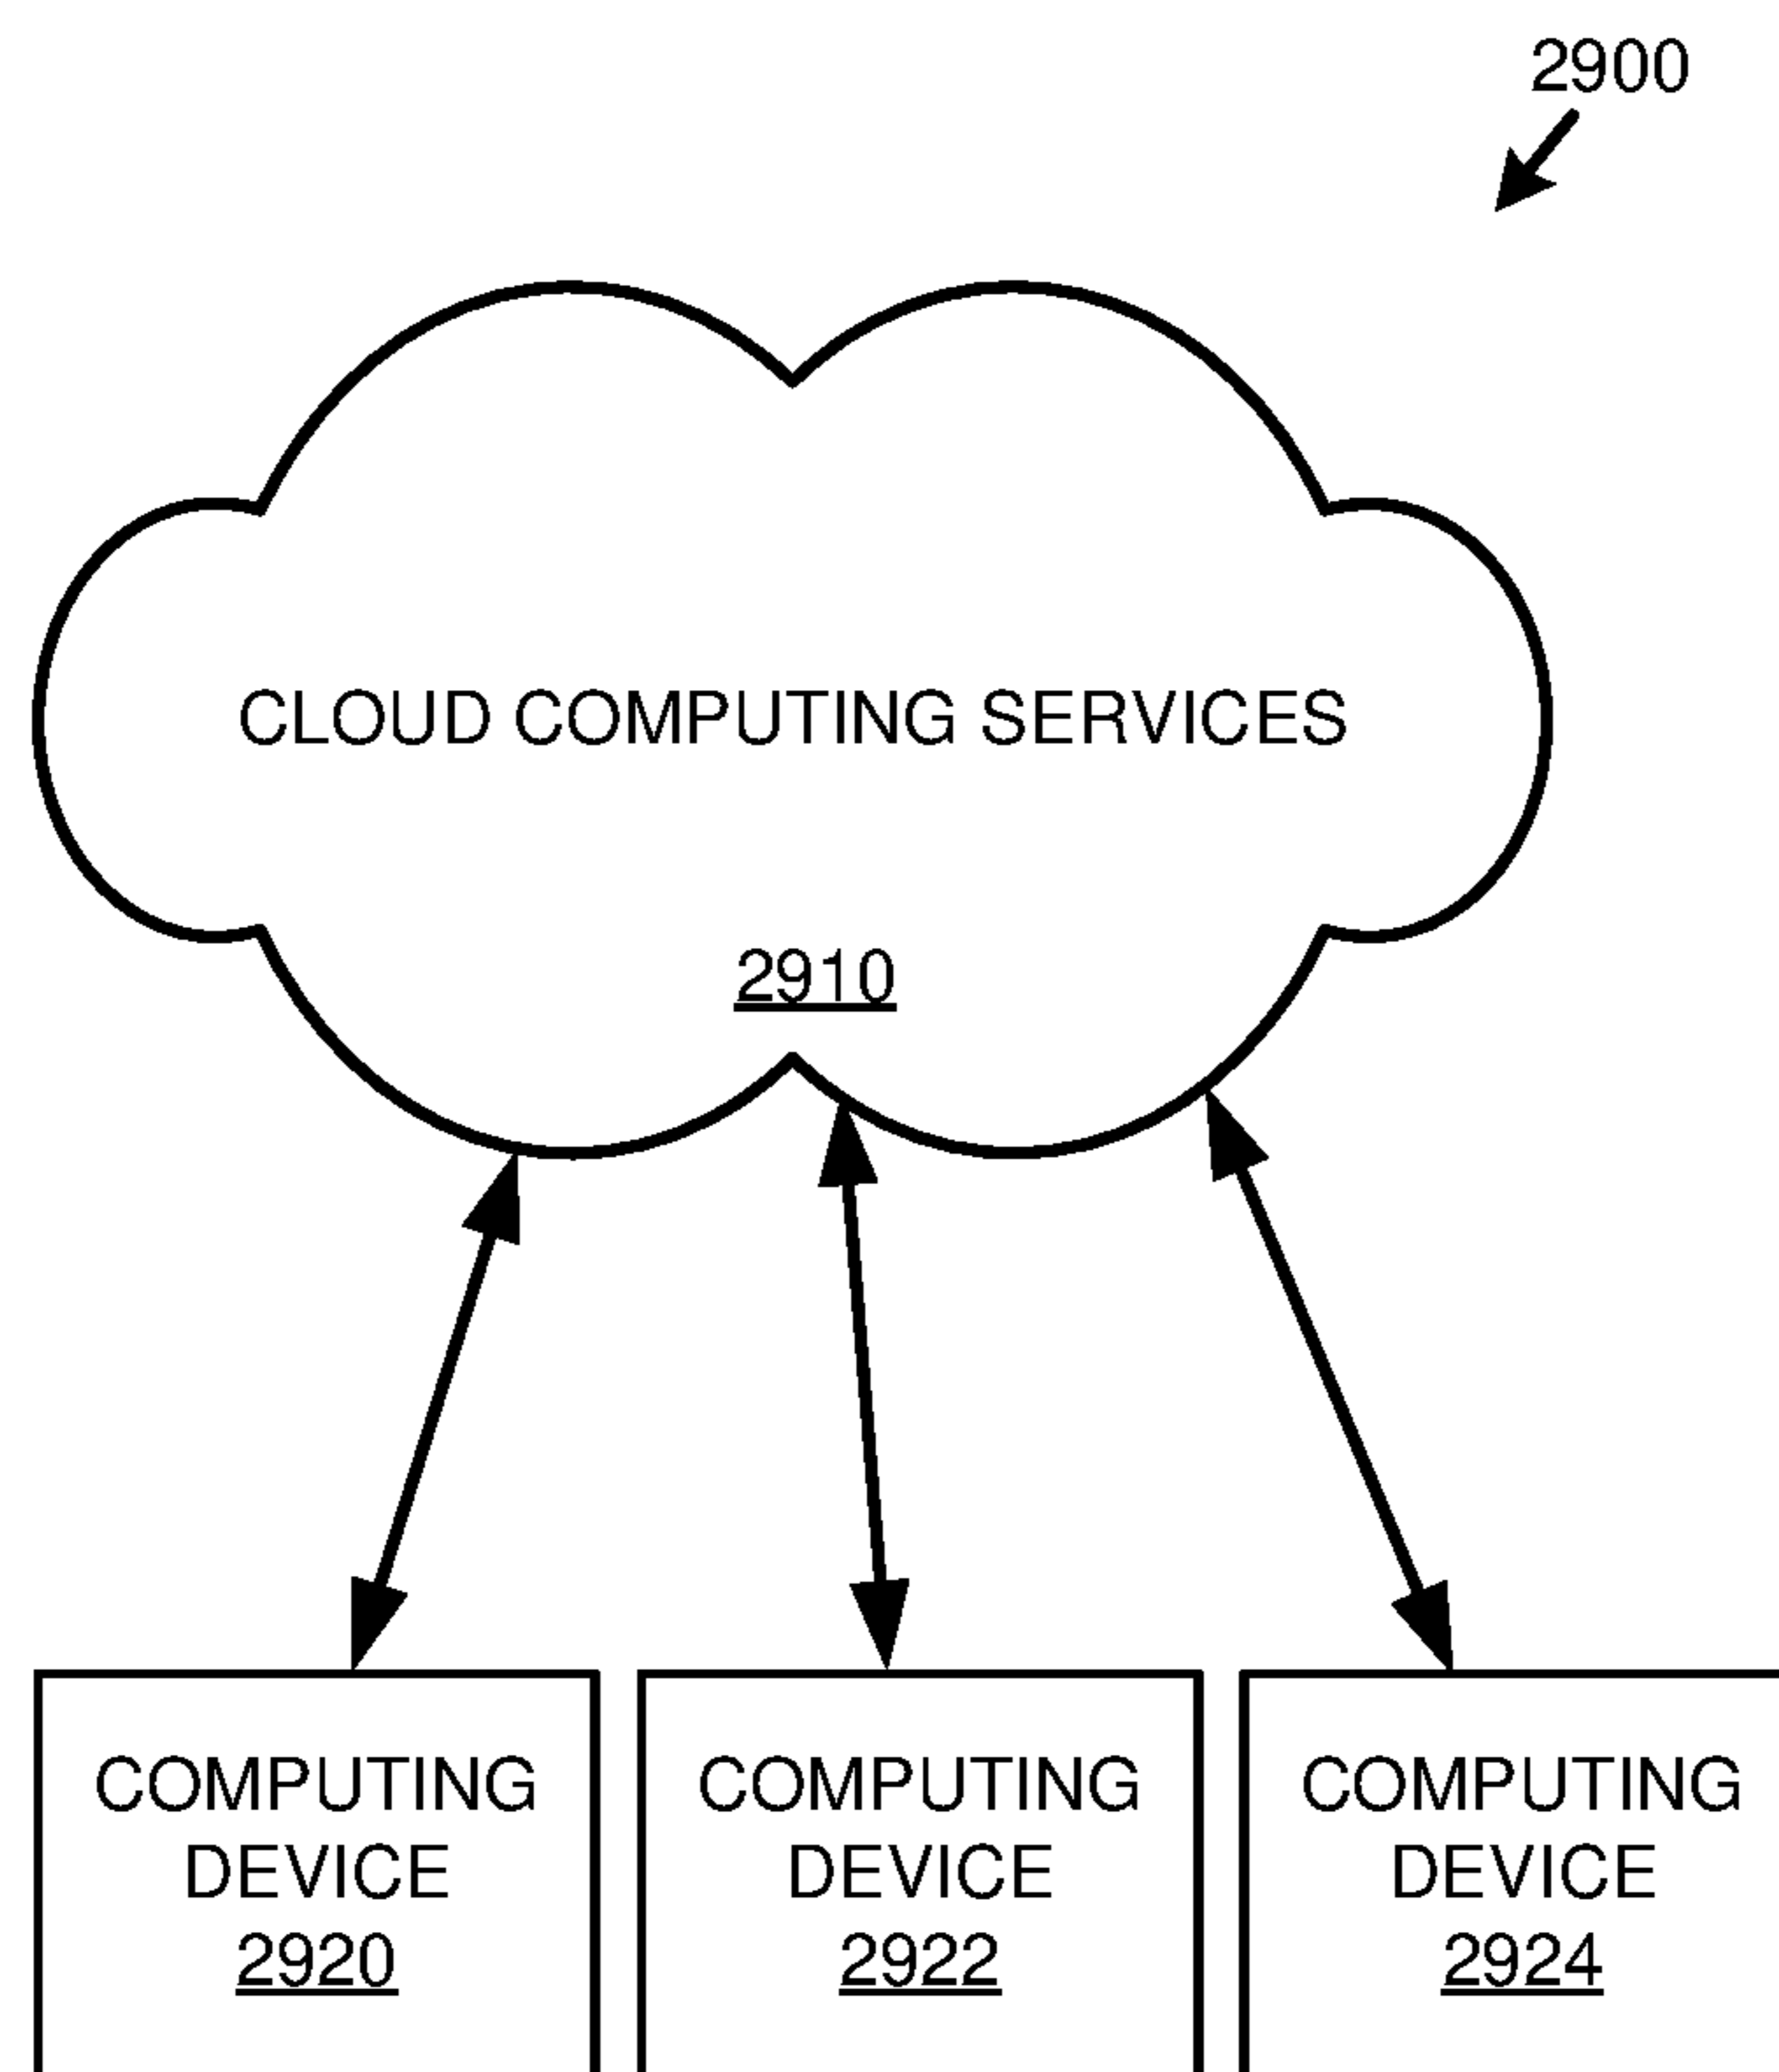 2900
CLOUD COMPUTING SERVICES
2910
COMPUTING
DEVICE
2920
COMPUTING
DEVICE
2922
COMPUTING
DEVICE
2924